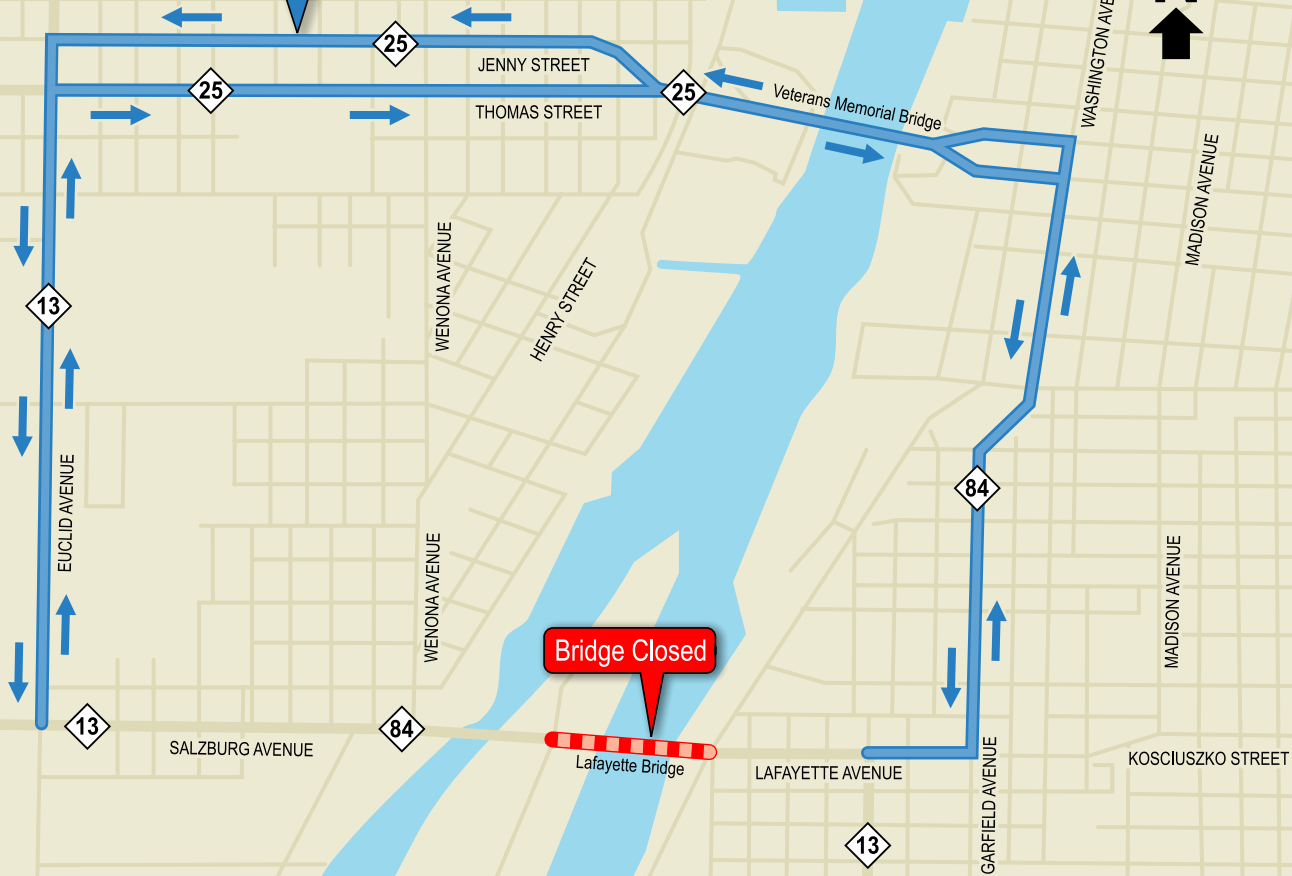 25
JENNY STREET
25
THOMAS STREET
25
Veterans Memorial Bridge
WASHINGTON
MADISON AVENUE
13
WENONA AVENUE
HENRY STREET
EUCLID AVENUE
84
WENONA AVENUE
MADISON AVENUE
Bridge Closed
13
SALZBURG AVENUE
84
Lafayette Bridge
LAFAYETTE AVENUE
GARFIELD AVENUE
KOSCIUSZKO STREET
13